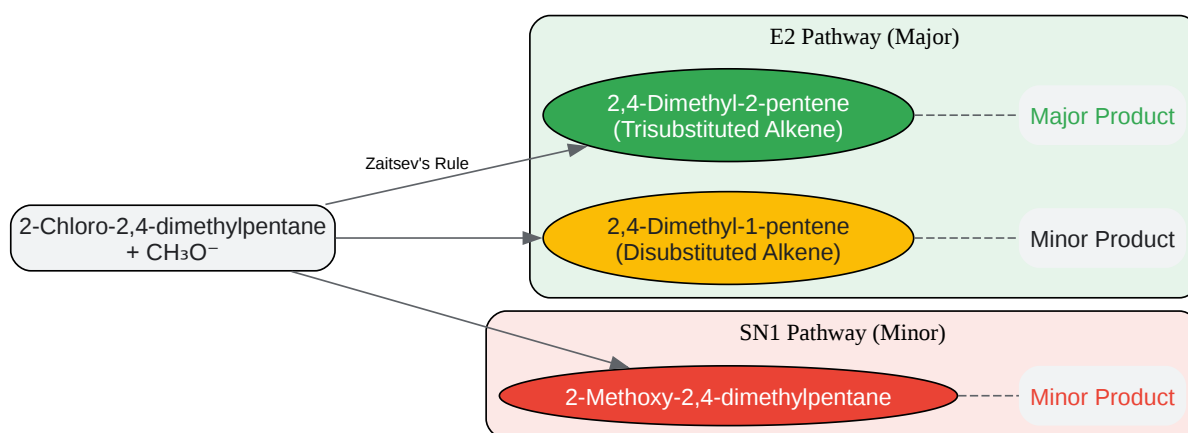 E2 Pathway (Major)
2,4-Dimethyl-2-pentene
(Trisubstituted Alkene)
Major Product
Zaitsev's Rule
2-Chloro-2,4-dimethylpentane
+ CH₃O⁻
2,4-Dimethyl-1-pentene
(Disubstituted Alkene)
Minor Product
SN1 Pathway (Minor)
2-Methoxy-2,4-dimethylpentane
Minor Product